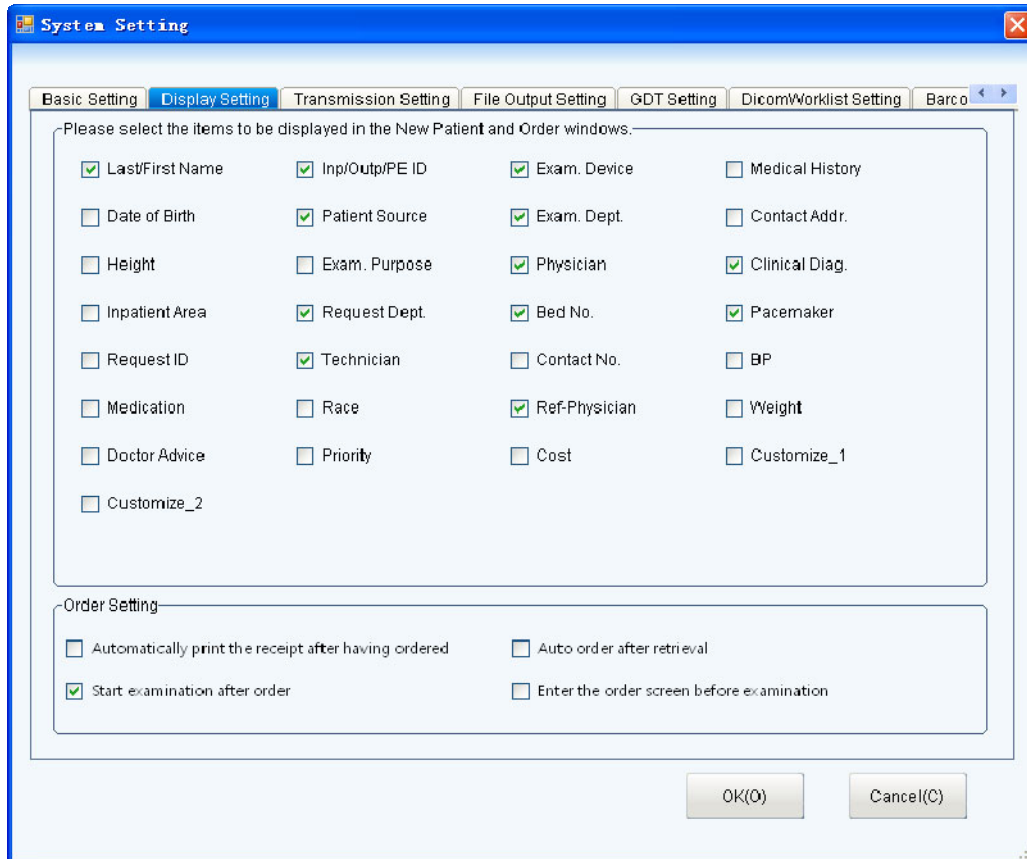 System Setting
Basic Setting Display Setting Transmission Setting File Output Setting GDT Setting DicomWorklist Setting Barco
Please select the items to be displayed in the New Patient and Order windows.
Last/First Name Inp/Outp/PE ID Exam. Device Medical History
Date of Birth Patient Source Exam. Dept. Contact Addr.
Height Exam. Purpose Physician Clinical Diag.
Inpatient Area Request Dept. Bed No. Pacemaker
Request ID Technician Contact No. BP
Medication Race Ref-Physician Weight
Doctor Advice Priority Cost Customize_1
Customize_2
Order Setting
Automatically print the receipt after having ordered Auto order after retrieval
Start examination after order Enter the order screen before examination
OK(O) Cancel(C)